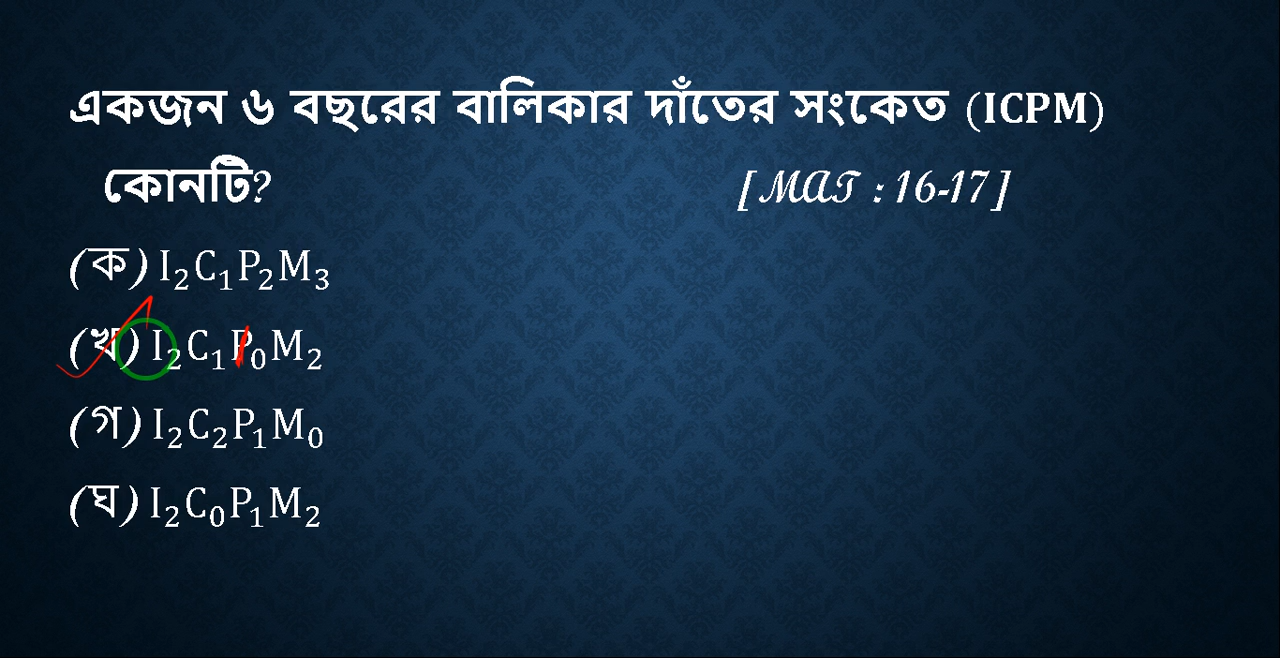 একজন ৬ বছরের বালিকার দাঁতের সংকেত (ICPM)
কোনটি? [MAT : 16-17]
(ক) I₂C₁P₂M₃
(খ) I₂C₁P₀M₂
(গ) I₂C₂P₁M₀
(ঘ) I₂C₀P₁M₂